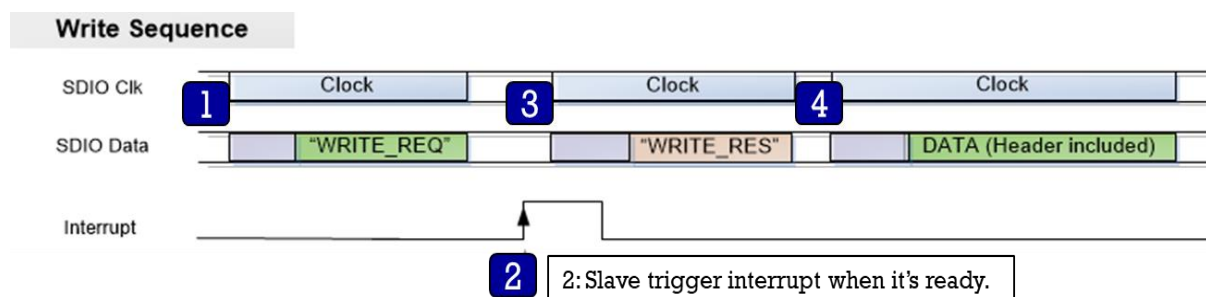 Write Sequence
SDIO Clk 1 Clock 3 Clock 4 Clock
SDIO Data "WRITE_REQ" "WRITE_RES" DATA (Header included)
Interrupt
2 2: Slave trigger interrupt when it's ready.